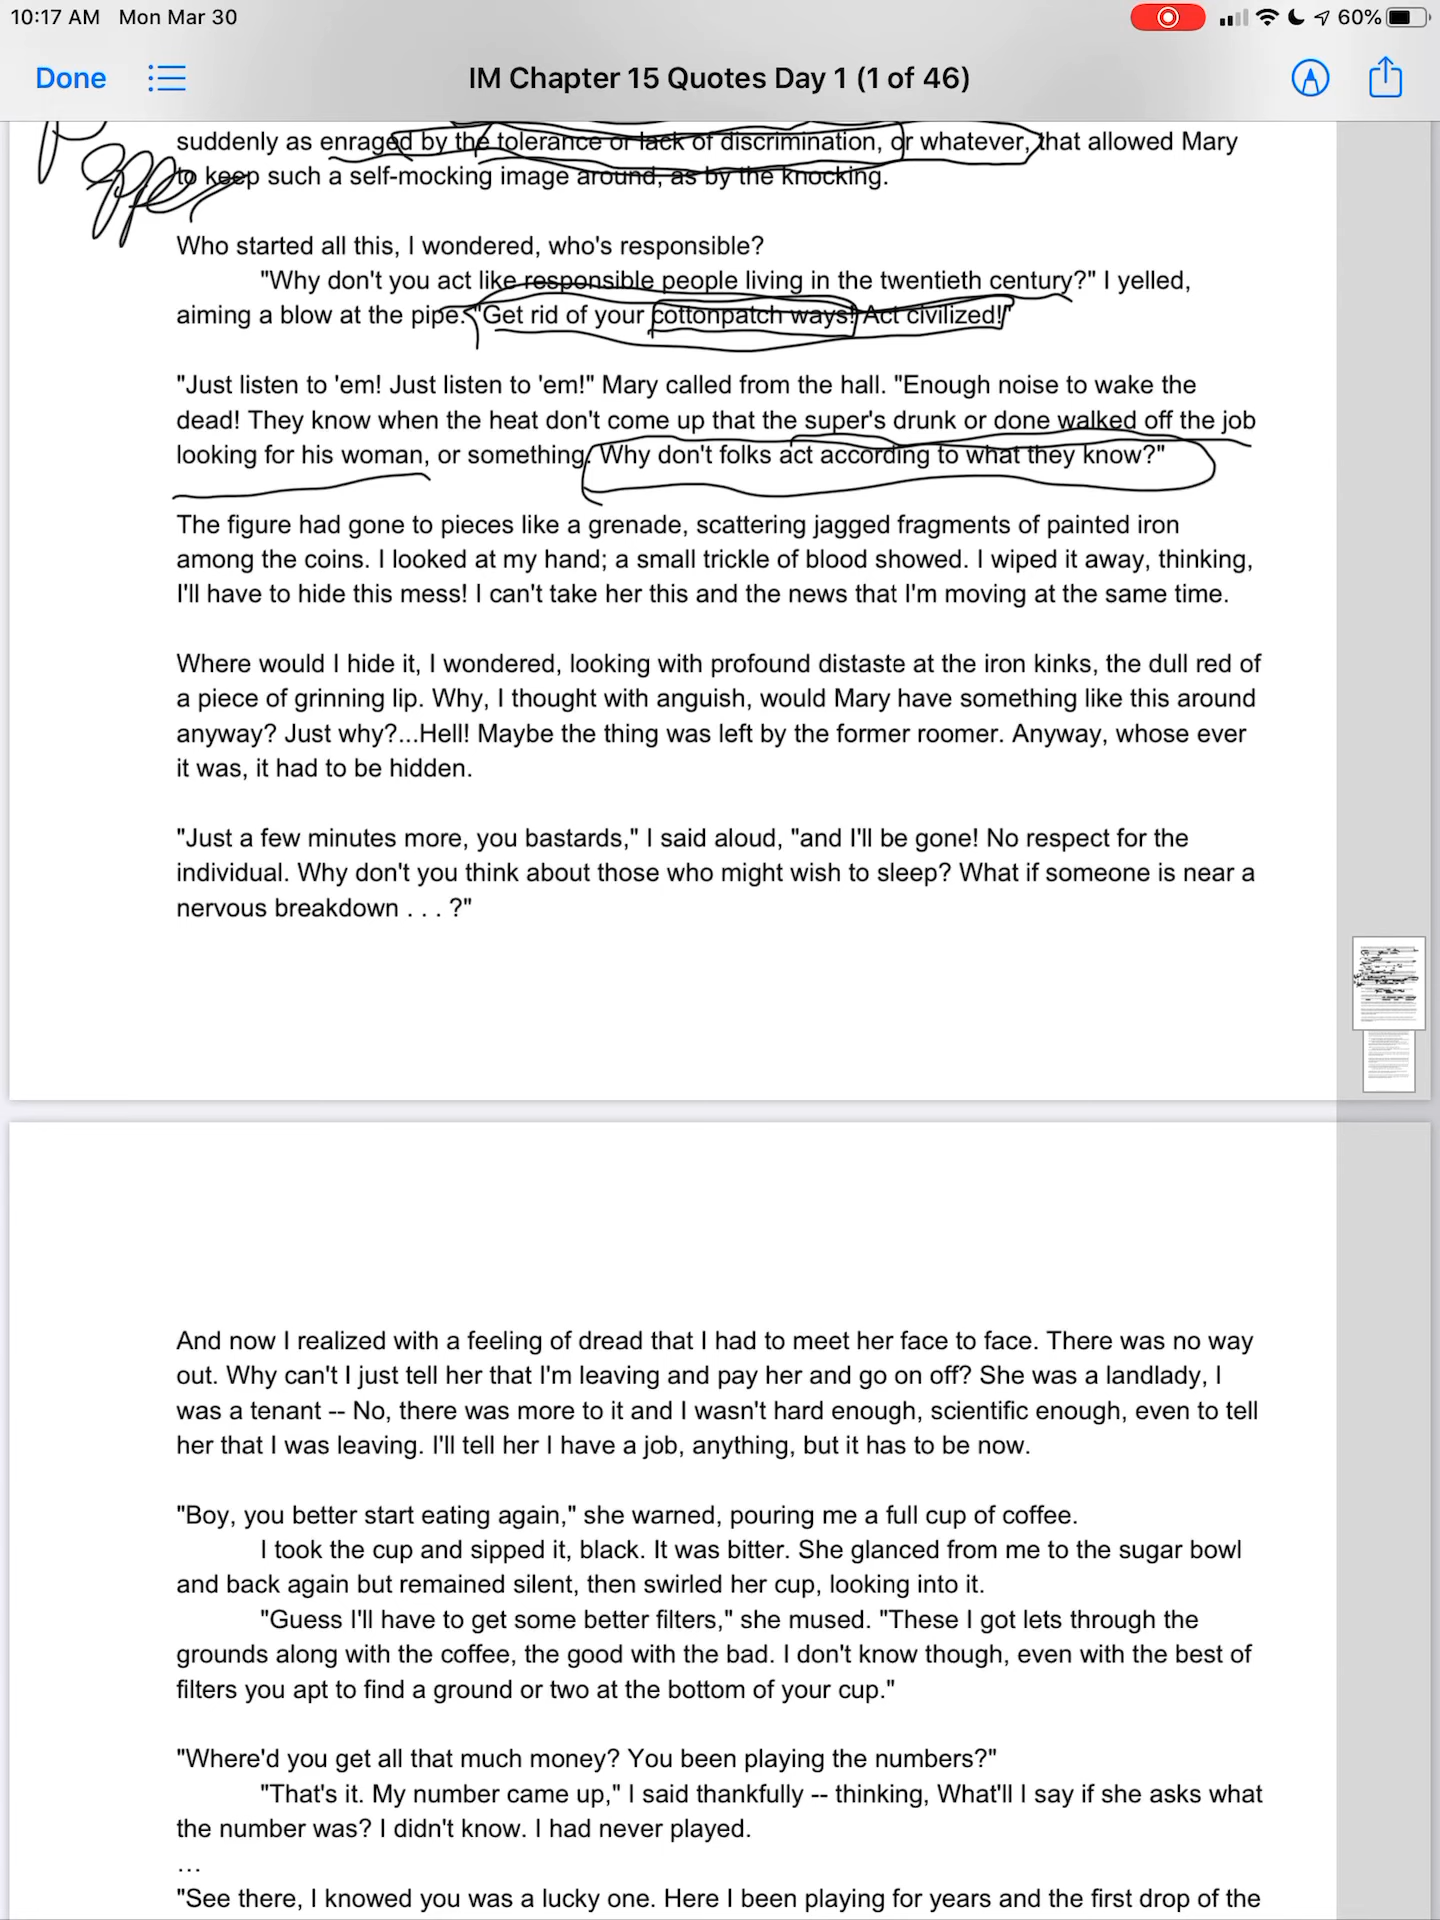 10:17 AM Mon Mar 30
60%
Done
IM Chapter 15 Quotes Day 1 (1 of 46)
suddenly as enraged by the tolerance or lack of discrimination, or whatever, that allowed Mary
to keep such a self-mocking image around, as by the knocking.
Who started all this, I wondered, who's responsible?
"Why don't you act like responsible people living in the twentieth century?" I yelled,
aiming a blow at the pipe. "Get rid of your cottonpatch ways! Act civilized!"
"Just listen to 'em! Just listen to 'em!" Mary called from the hall. "Enough noise to wake the
dead! They know when the heat don't come up that the super's drunk or done walked off the job
looking for his woman, or something. Why don't folks act according to what they know?"
The figure had gone to pieces like a grenade, scattering jagged fragments of painted iron
among the coins. I looked at my hand; a small trickle of blood showed. I wiped it away, thinking,
I'll have to hide this mess! I can't take her this and the news that I'm moving at the same time.
Where would I hide it, I wondered, looking with profound distaste at the iron kinks, the dull red of
a piece of grinning lip. Why, I thought with anguish, would Mary have something like this around
anyway? Just why?...Hell! Maybe the thing was left by the former roomer. Anyway, whose ever
it was, it had to be hidden.
"Just a few minutes more, you bastards," I said aloud, "and I'll be gone! No respect for the
individual. Why don't you think about those who might wish to sleep? What if someone is near a
nervous breakdown . . . ?"
And now I realized with a feeling of dread that I had to meet her face to face. There was no way
out. Why can't I just tell her that I'm leaving and pay her and go on off? She was a landlady, I
was a tenant -- No, there was more to it and I wasn't hard enough, scientific enough, even to tell
her that I was leaving. I'll tell her I have a job, anything, but it has to be now.
"Boy, you better start eating again," she warned, pouring me a full cup of coffee.
I took the cup and sipped it, black. It was bitter. She glanced from me to the sugar bowl
and back again but remained silent, then swirled her cup, looking into it.
"Guess I'll have to get some better filters," she mused. "These I got lets through the
grounds along with the coffee, the good with the bad. I don't know though, even with the best of
filters you apt to find a ground or two at the bottom of your cup."
"Where'd you get all that much money? You been playing the numbers?"
"That's it. My number came up," I said thankfully -- thinking, What'll I say if she asks what
the number was? I didn't know. I had never played.
...
"See there, I knowed you was a lucky one. Here I been playing for years and the first drop of the